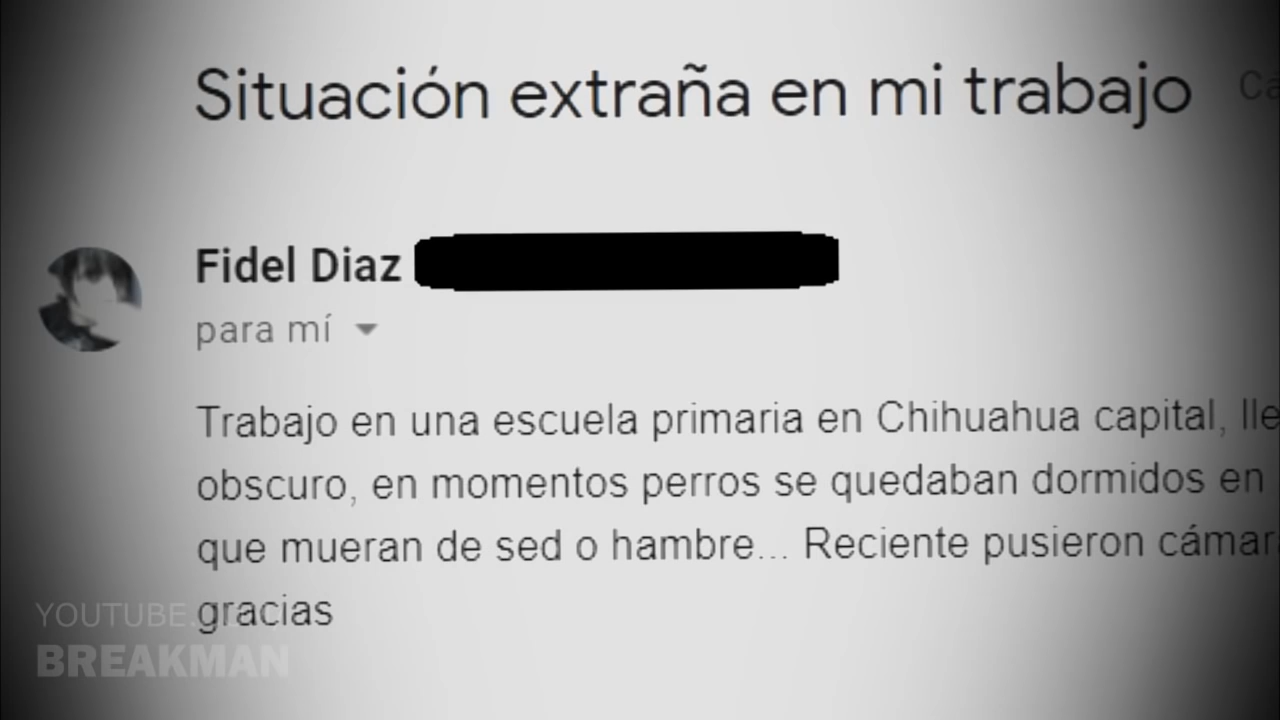 Situación extraña en mi trabajo
Fidel Diaz
para mí
Trabajo en una escuela primaria en Chihuahua capital,
obscuro, en momentos perros se quedaban dormidos en
que mueran de sed o hambre... Reciente pusieron
gracias
BREAKMAN